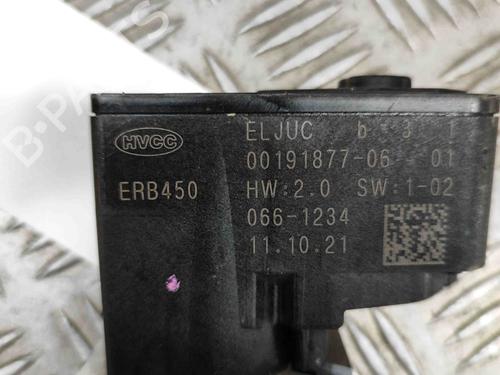 HVCC
ELJUC b 3 1
00191877-06 01
ERB450
HW:2.0 SW:1-02
066-1234
11.10.21
B-PA